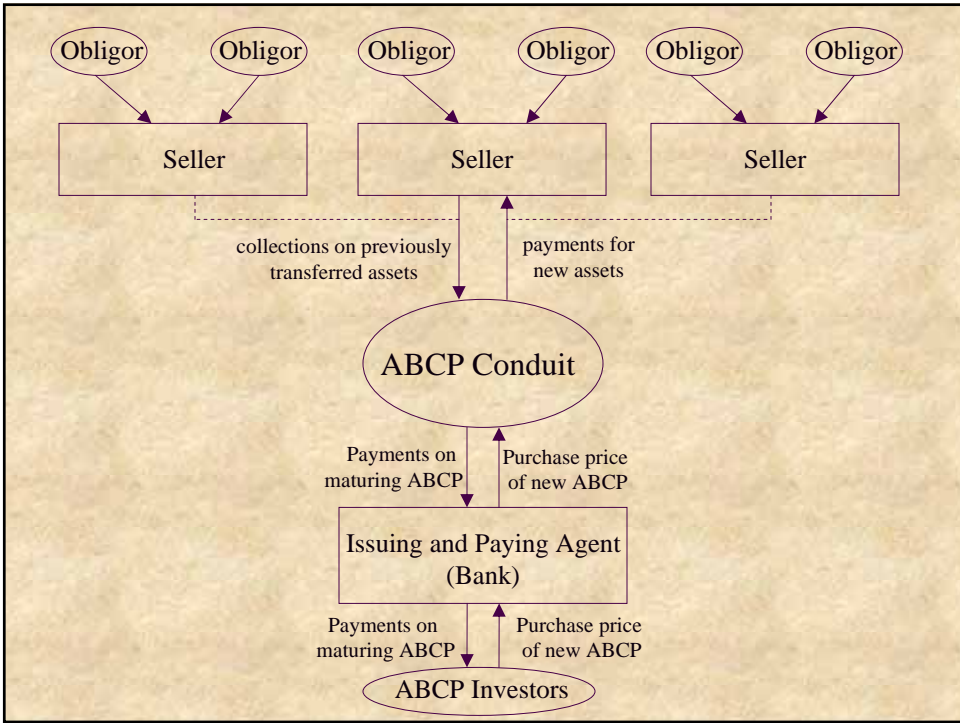 Obligor
Obligor
Obligor
Obligor
Obligor
Obligor
Seller
Seller
Seller
collections on previously
transferred assets
payments for
new assets
ABCP Conduit
Payments on
maturing ABCP
Purchase price
of new ABCP
Issuing and Paying Agent
(Bank)
Payments on
maturing ABCP
Purchase price
of new ABCP
ABCP Investors